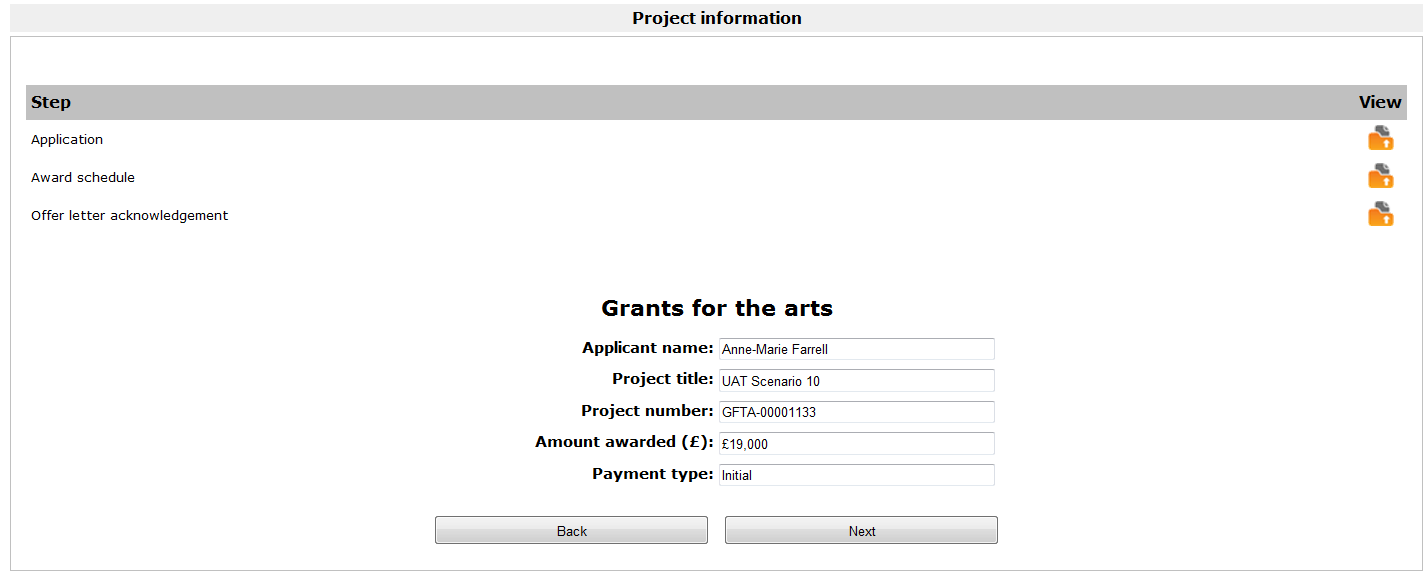 Project information
Step View
Application
Award schedule
Offer letter acknowledgement
Grants for the arts
Applicant name: Anne-Marie Farrell
Project title: UAT Scenario 10
Project number: GFTA-00001133
Amount awarded (£): £19,000
Payment type: Initial
Back Next